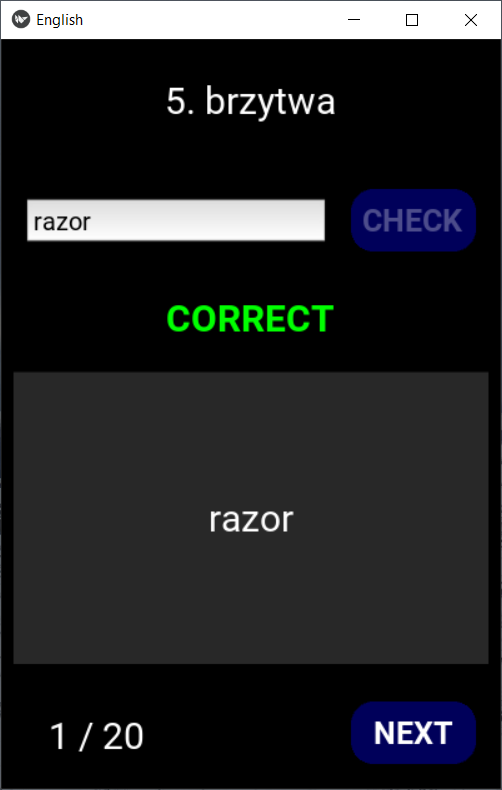 English
5. brzytwa
razor
CHECK
CORRECT
razor
1 / 20
NEXT